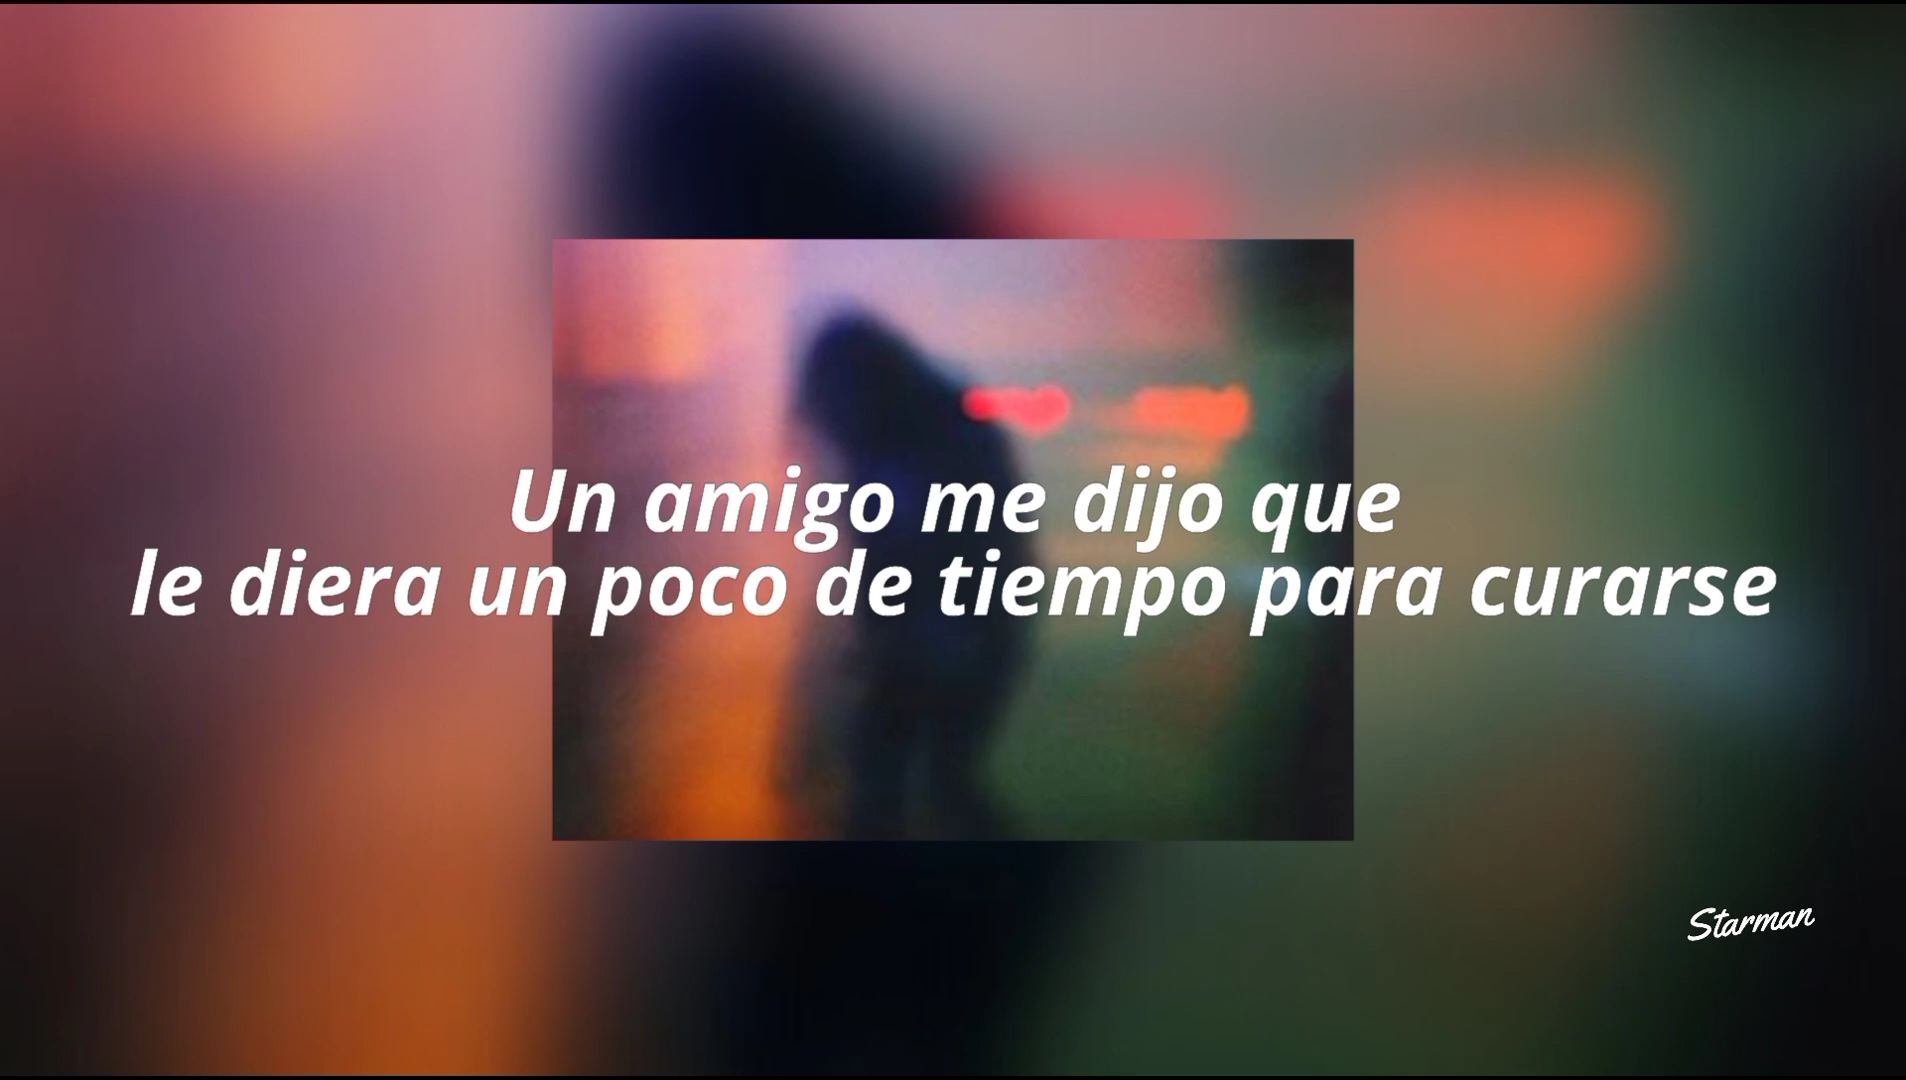 Un amigo me dijo que
le diera un poco de tiempo para curarse
Starman